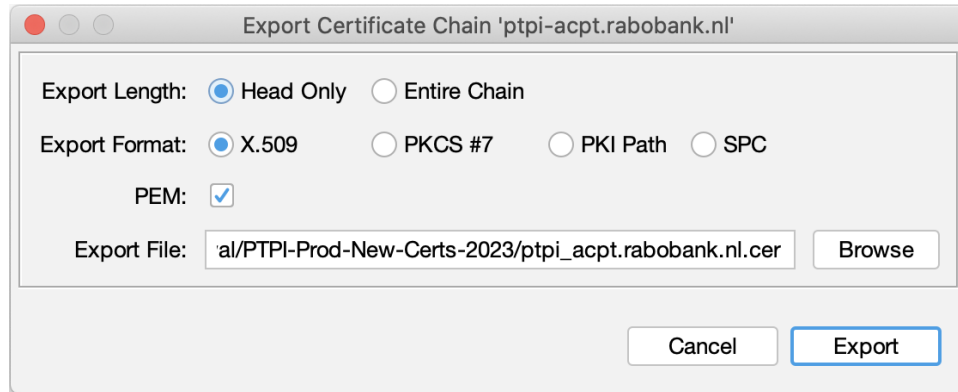 Export Certificate Chain 'ptpi-acpt.rabobank.nl'
Export Length: Head Only Entire Chain
Export Format: X.509 PKCS #7 PKI Path SPC
PEM:
Export File: al/PTPI-Prod-New-Certs-2023/ptpi_acpt.rabobank.nl.cer Browse
Cancel Export